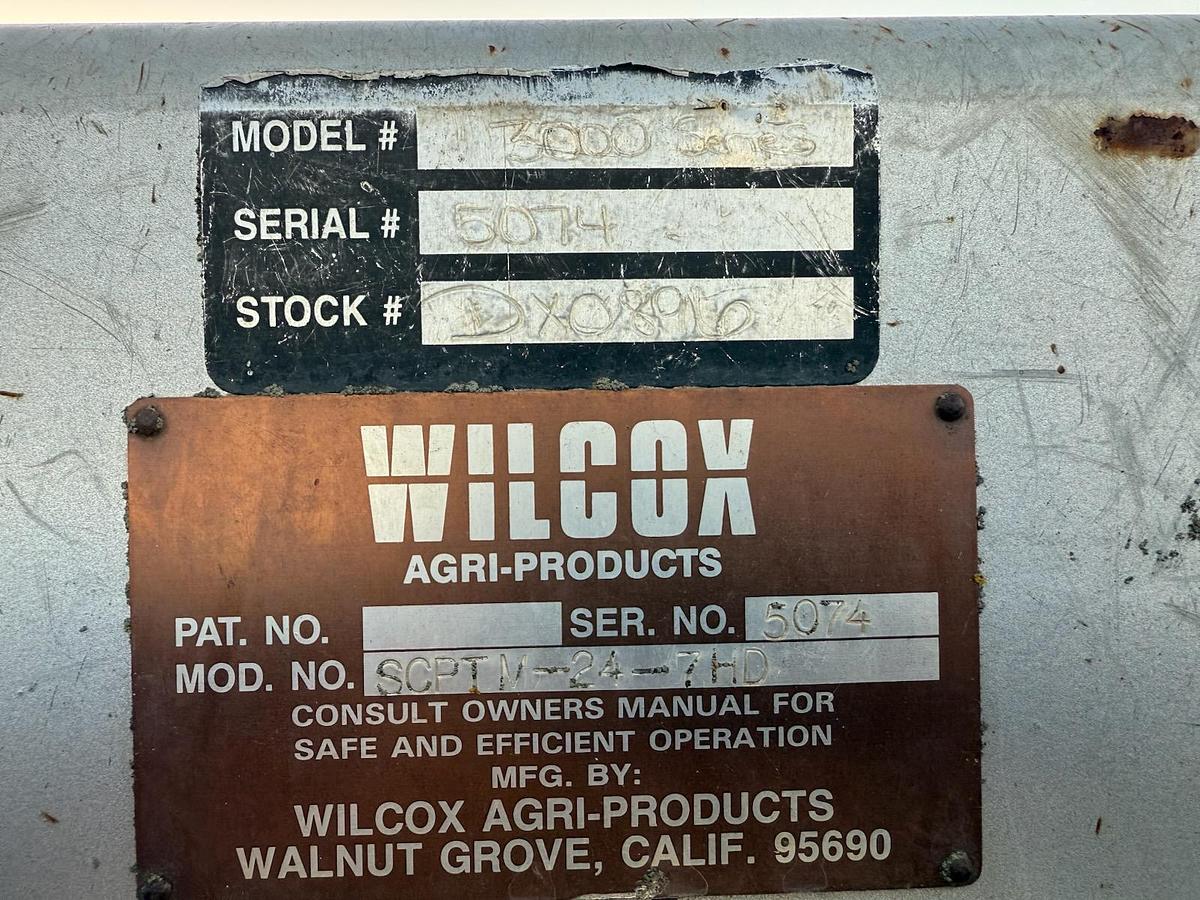 MODEL # 3000 Series
SERIAL # 5074
STOCK # DX0896
WILCOX
AGRI-PRODUCTS
PAT. NO. SER. NO. 5074
MOD. NO. SCPTM-24-7HD
CONSULT OWNERS MANUAL FOR
SAFE AND EFFICIENT OPERATION
MFG. BY:
WILCOX AGRI-PRODUCTS
WALNUT GROVE, CALIF. 95690